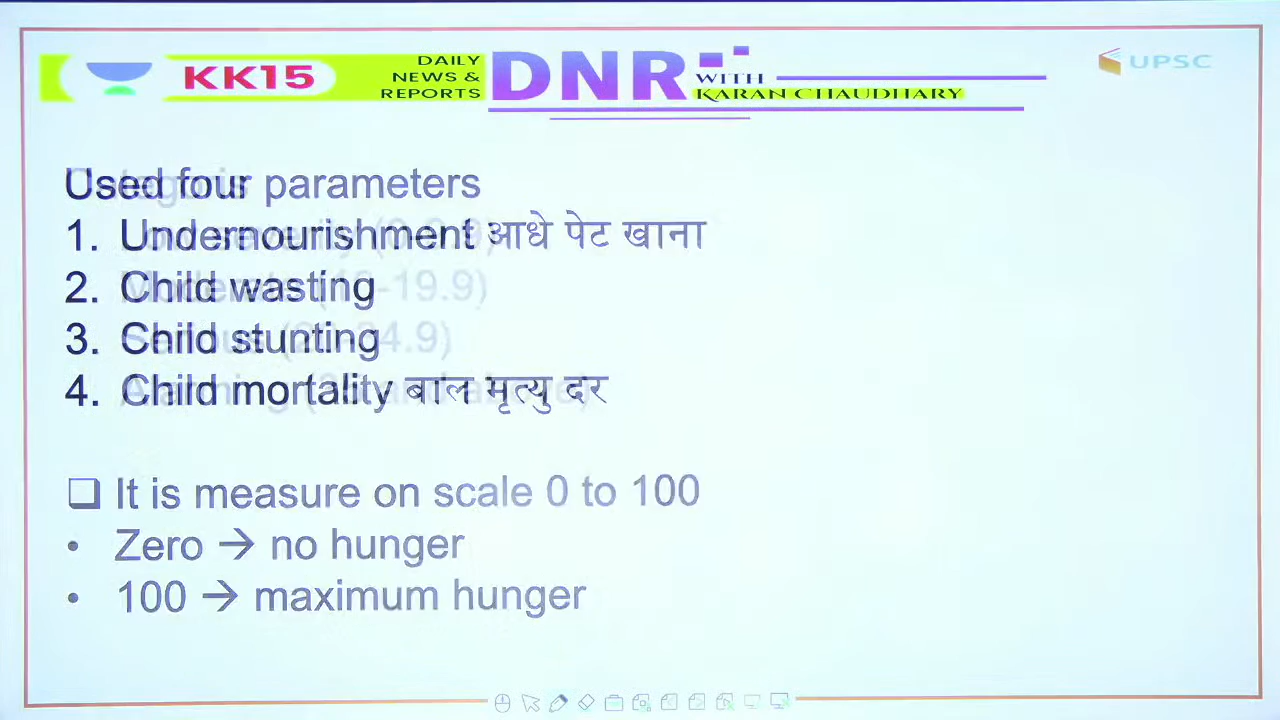 KK15
DAILY
NEWS &
REPORTS
DNR
WITH
KARAN CHAUDHARY
UPSC
Used four parameters
1. Undernourishment आधे पेट खाना
2. Child wasting
3. Child stunting
4. Child mortality बाल मृत्यु दर
❑ It is measure on scale 0 to 100
• Zero → no hunger
• 100 → maximum hunger